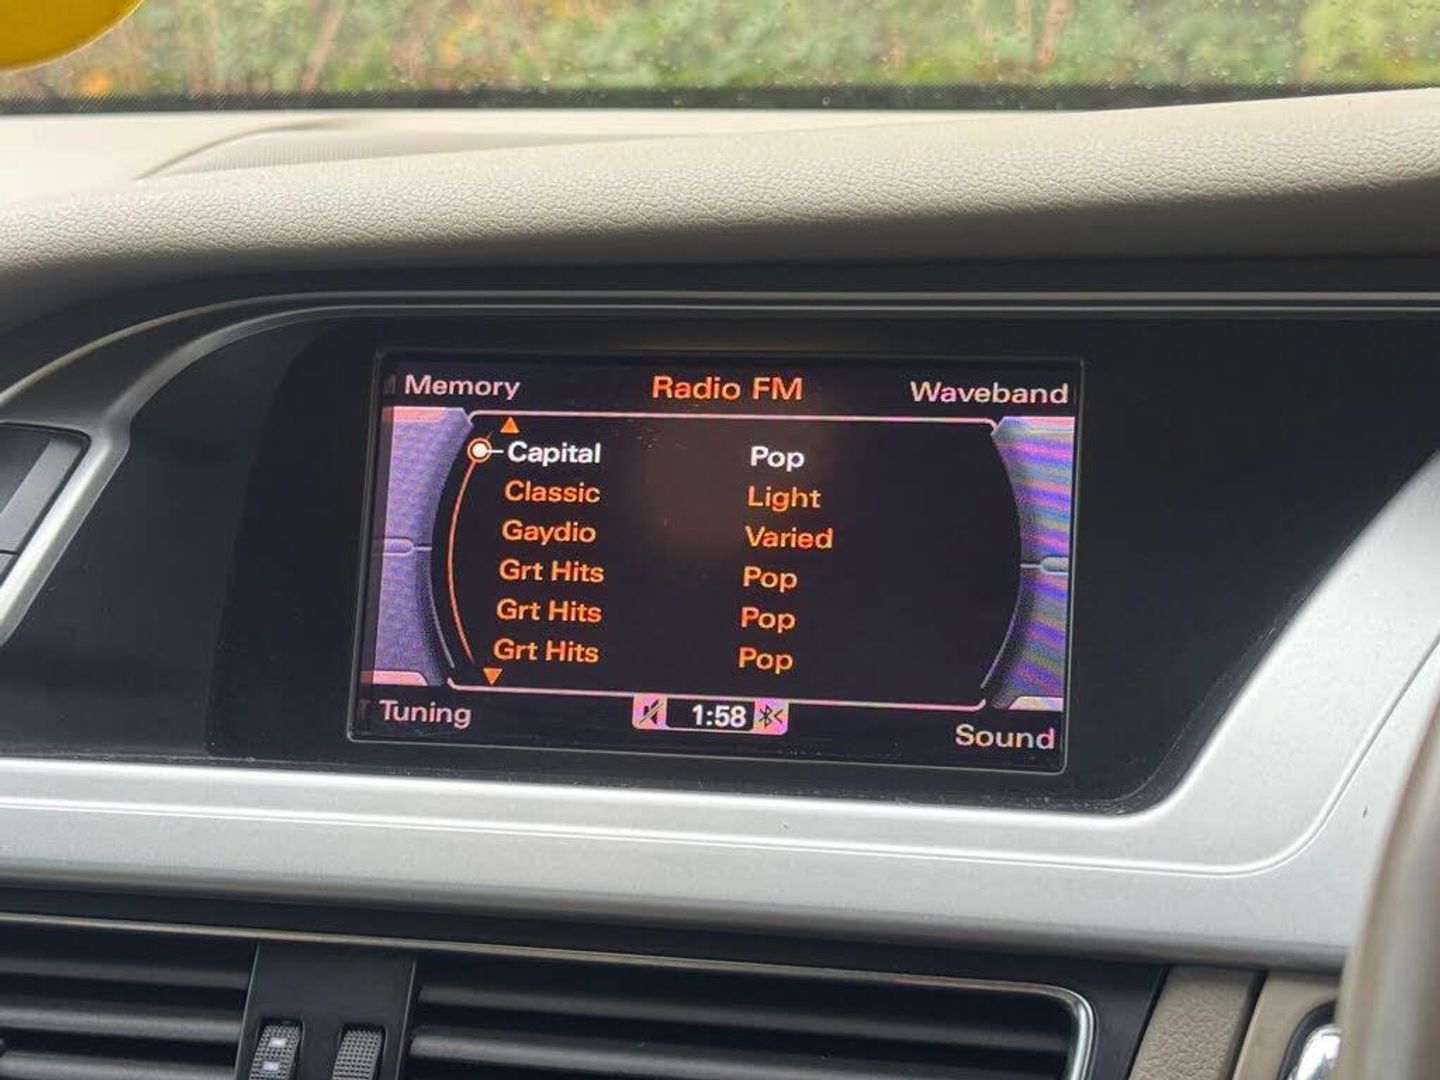 Memory Radio FM Waveband
Capital Pop
Classic Light
Gaydio Varied
Grt Hits Pop
Grt Hits Pop
Grt Hits Pop
Tuning 1:58 Sound